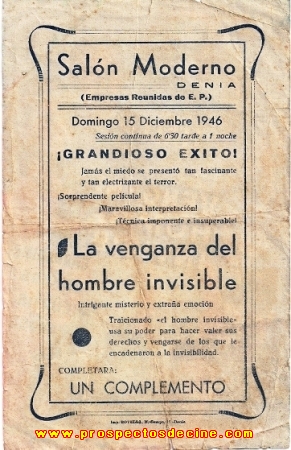 Salón Moderno
DENIA
(Empresas Reunidas de E. P.)
Domingo 15 Diciembre 1946
Sesión continua de 6'30 tarde a 1 noche
¡GRANDIOSO EXITO!
Jamás el miedo se presentó tan fascinante
y tan electrizante el terror.
¡Sorprendente película!
¡Maravillosa interpretación!
¡Técnica imponente e insuperable!
La venganza del
hombre invisible
Intrigente misterio y extraña emoción
Traicionado «el hombre invisible»
usa su poder para hacer valer sus
derechos y vengarse de los que le
encadenaron a la invisibilidad.
COMPLETARA:
UN COMPLEMENTO
www.prospectosdecine.com